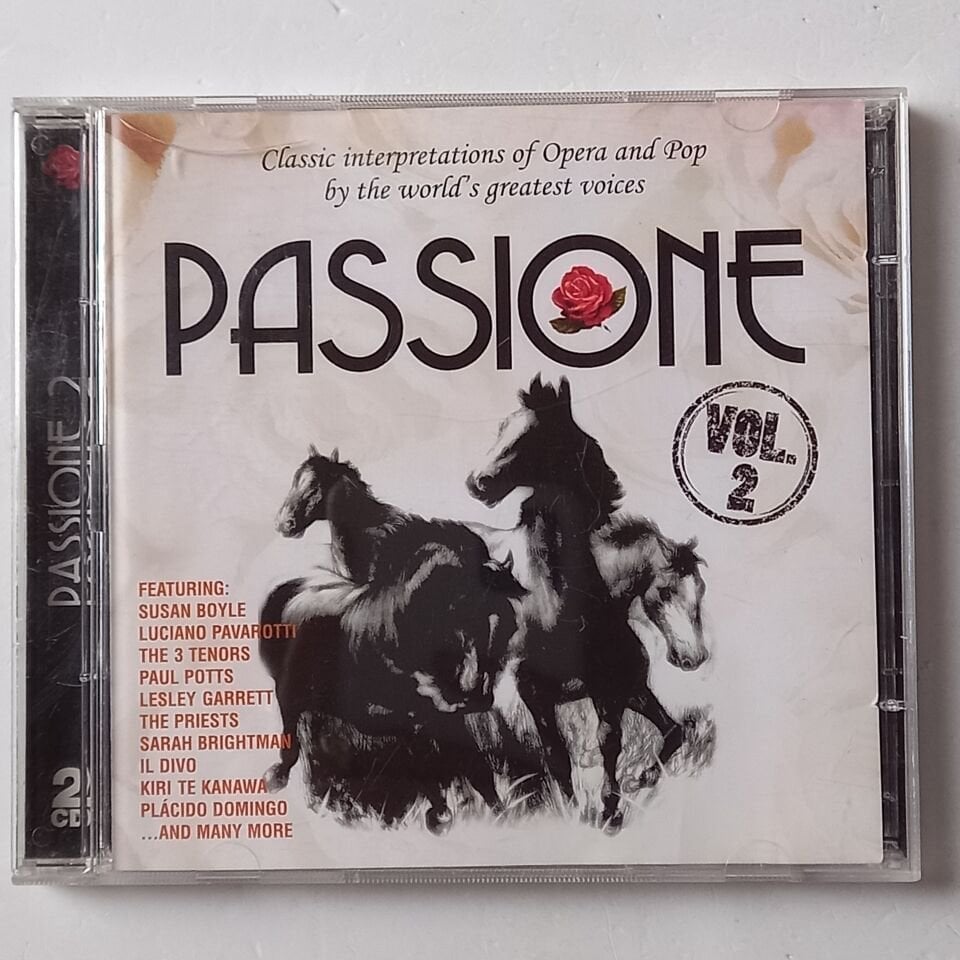 Classic interpretations of Opera and Pop
by the world's greatest voices
PASSIONE
VOL.
2
FEATURING:
SUSAN BOYLE
LUCIANO PAVAROTTI
THE 3 TENORS
PAUL POTTS
LESLEY GARRETT
THE PRIESTS
SARAH BRIGHTMAN
IL DIVO
KIRI TE KANAWA
PLÁCIDO DOMINGO
...AND MANY MORE
PASSIONE 2
2
CD